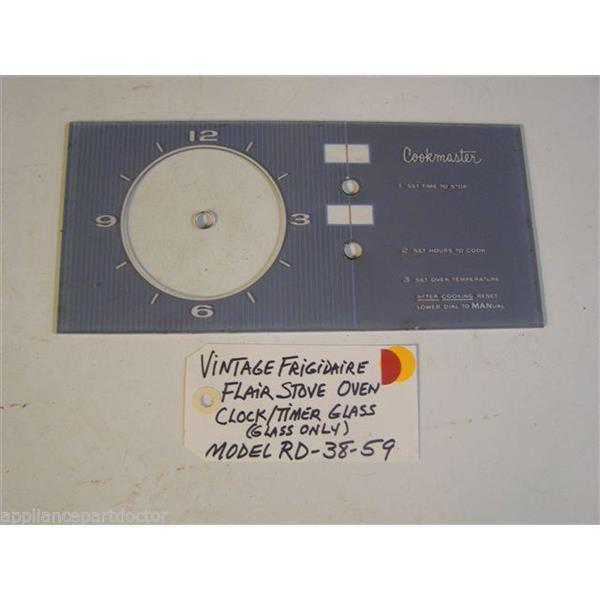 12
9
3
6
Cookmaster
1 SET TIME TO STOP
2 SET HOURS TO COOK
3 SET OVEN TEMPERATURE
AFTER COOKING RESET
LOWER DIAL TO MANUAL
VINTAGE FRIGIDAIRE
FLAIR STOVE OVEN
CLOCK/TIMER GLASS
(GLASS ONLY)
MODEL RD-38-59
appliancepartdoctor